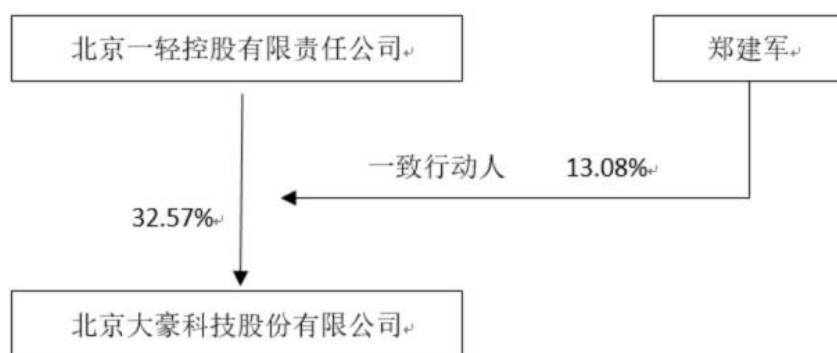 北京一轻控股有限责任公司
郑建军
一致行动人 13.08%
32.57%
北京大豪科技股份有限公司